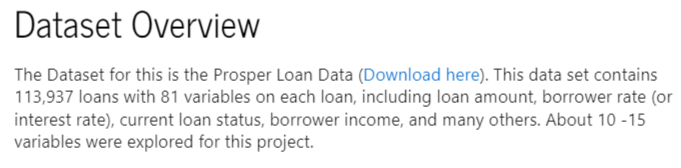 Dataset Overview
The Dataset for this is the Prosper Loan Data (Download here). This data set contains
113,937 loans with 81 variables on each loan, including loan amount, borrower rate (or
interest rate), current loan status, borrower income, and many others. About 10 -15
variables were explored for this project.